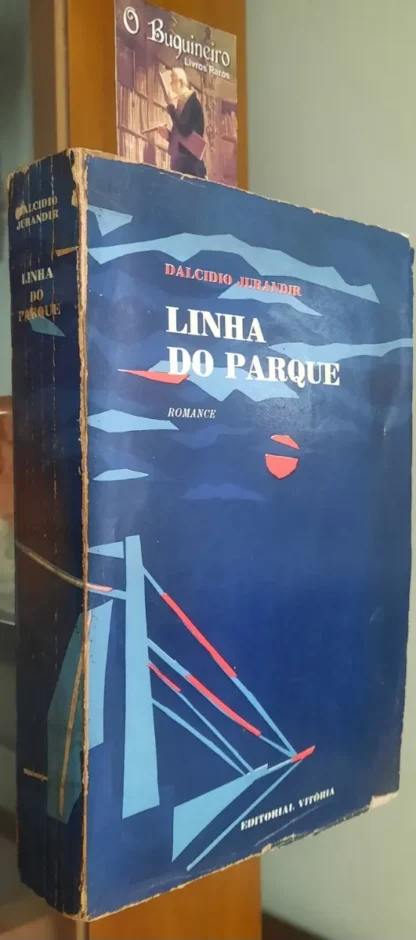 O Buquineiro
Livros Raros
DALCIDIO
JURANDIR
LINHA
DO
PARQUE
DALCIDIO JURANDIR
LINHA
DO PARQUE
ROMANCE
EDITORIAL VITÓRIA